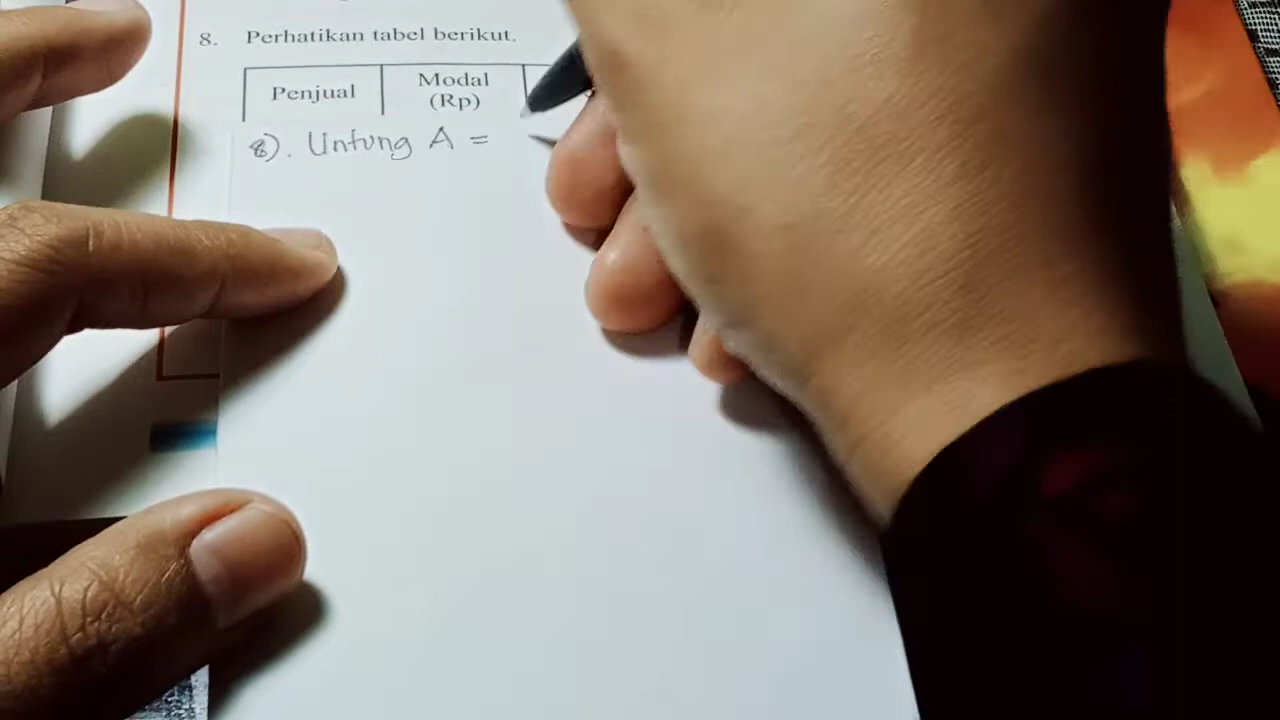 8. Perhatikan tabel berikut.
Penjual Modal
(Rp)
8). Untung A =